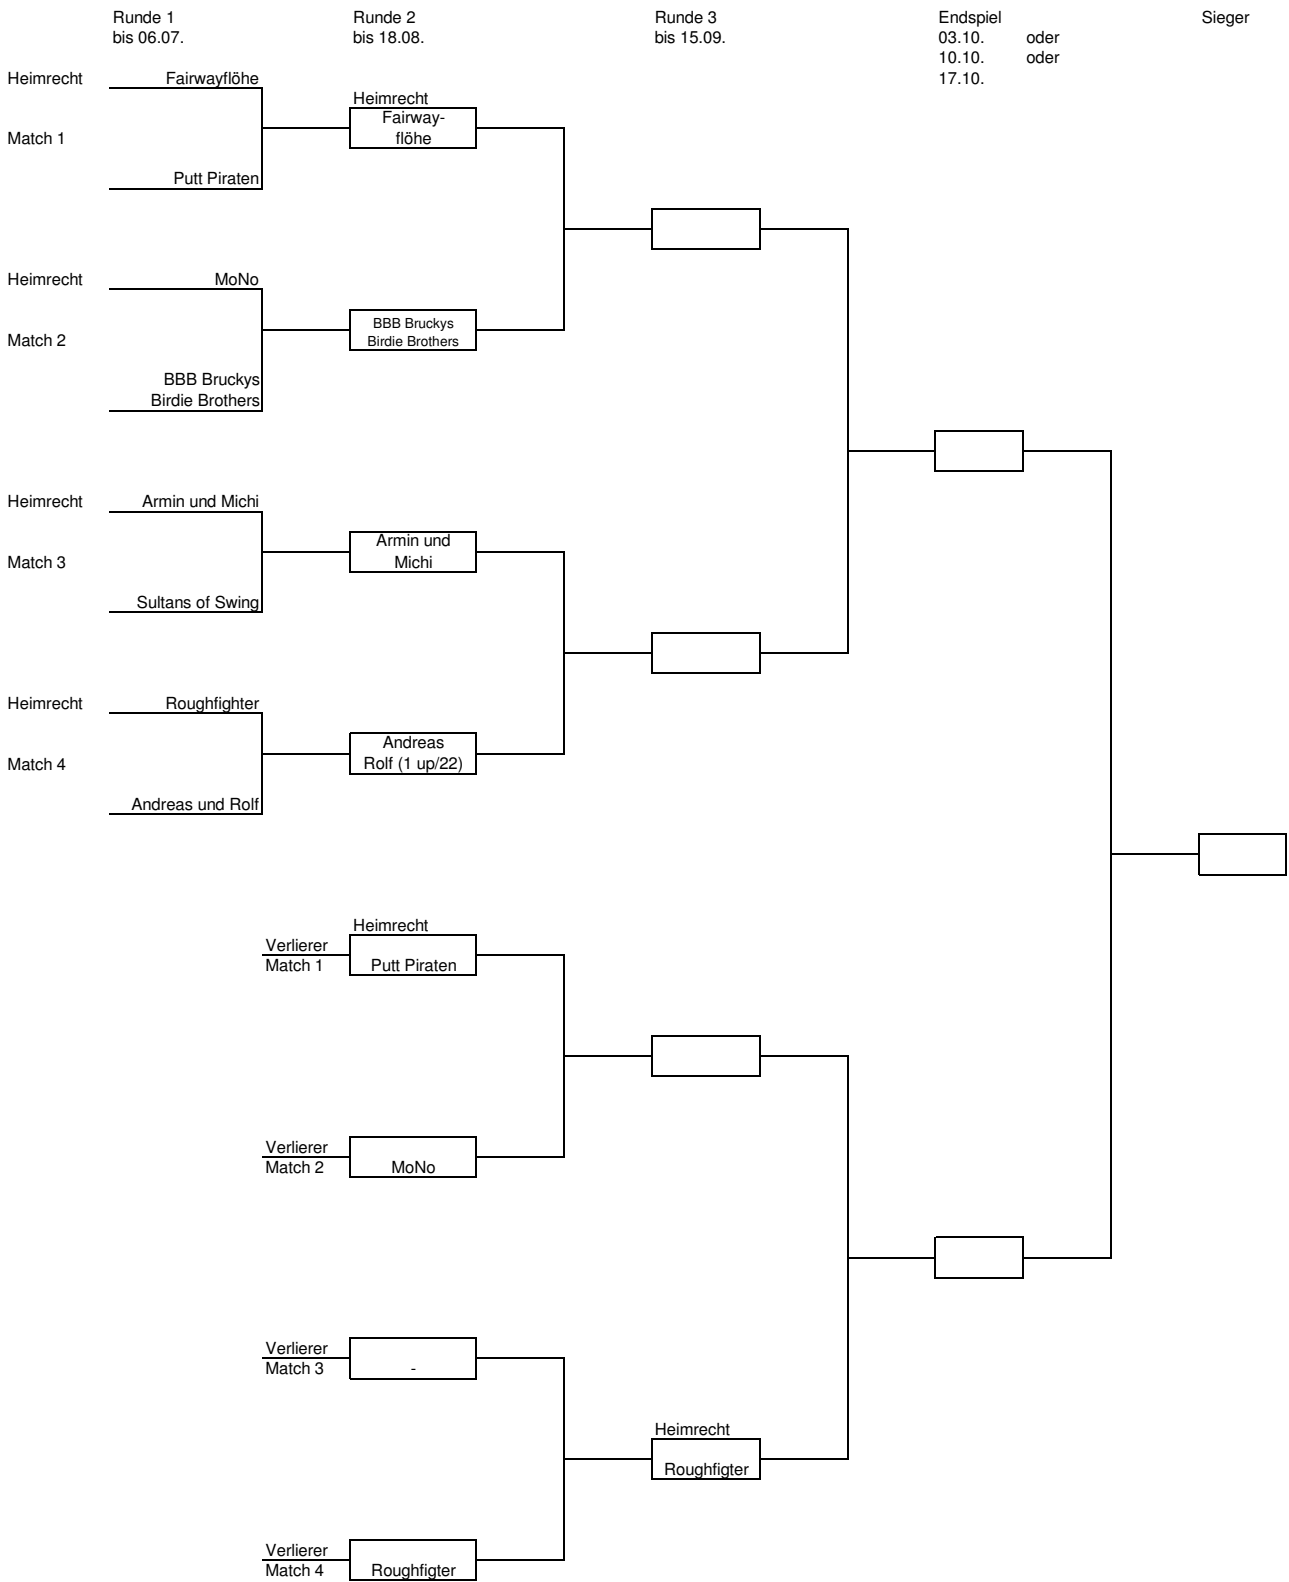 Runde 1 Runde 2 Runde 3 Endspiel Sieger
bis 06.07. bis 18.08. bis 15.09. 03.10. oder
10.10. oder
17.10.
Heimrecht Fairwayflöhe
Heimrecht
Fairway-
flöhe
Match 1
Putt Piraten
Heimrecht MoNo
BBB Bruckys
Birdie Brothers
Match 2
BBB Bruckys
Birdie Brothers
Heimrecht Armin und Michi
Armin und
Michi
Match 3
Sultans of Swing
Heimrecht Roughfighter
Andreas
Rolf (1 up/22)
Match 4
Andreas und Rolf
Heimrecht
Verlierer
Match 1 Putt Piraten
Verlierer
Match 2 MoNo
Verlierer
Match 3 -
Heimrecht
Roughfigter
Verlierer
Match 4 Roughfigter